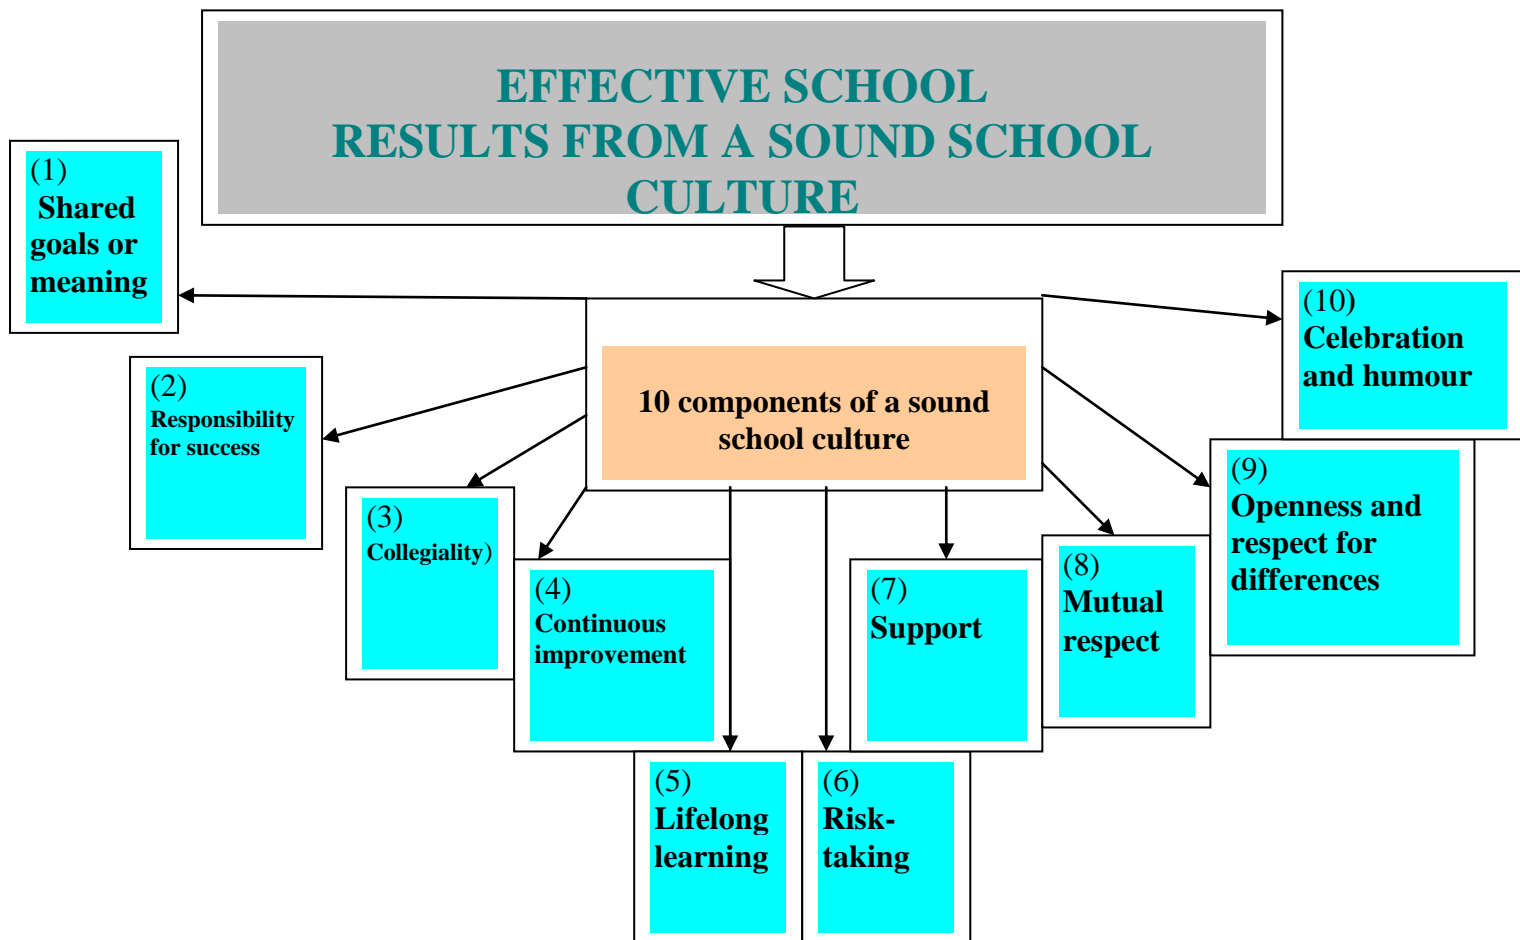 EFFECTIVE SCHOOL
RESULTS FROM A SOUND SCHOOL
CULTURE
10 components of a sound
school culture
(1)
Shared
goals or
meaning
(2)
Responsibility
for success
(3)
Collegiality)
(4)
Continuous
improvement
(5)
Lifelong
learning
(6)
Risk-
taking
(7)
Support
(8)
Mutual
respect
(9)
Openness and
respect for
differences
(10)
Celebration
and humour